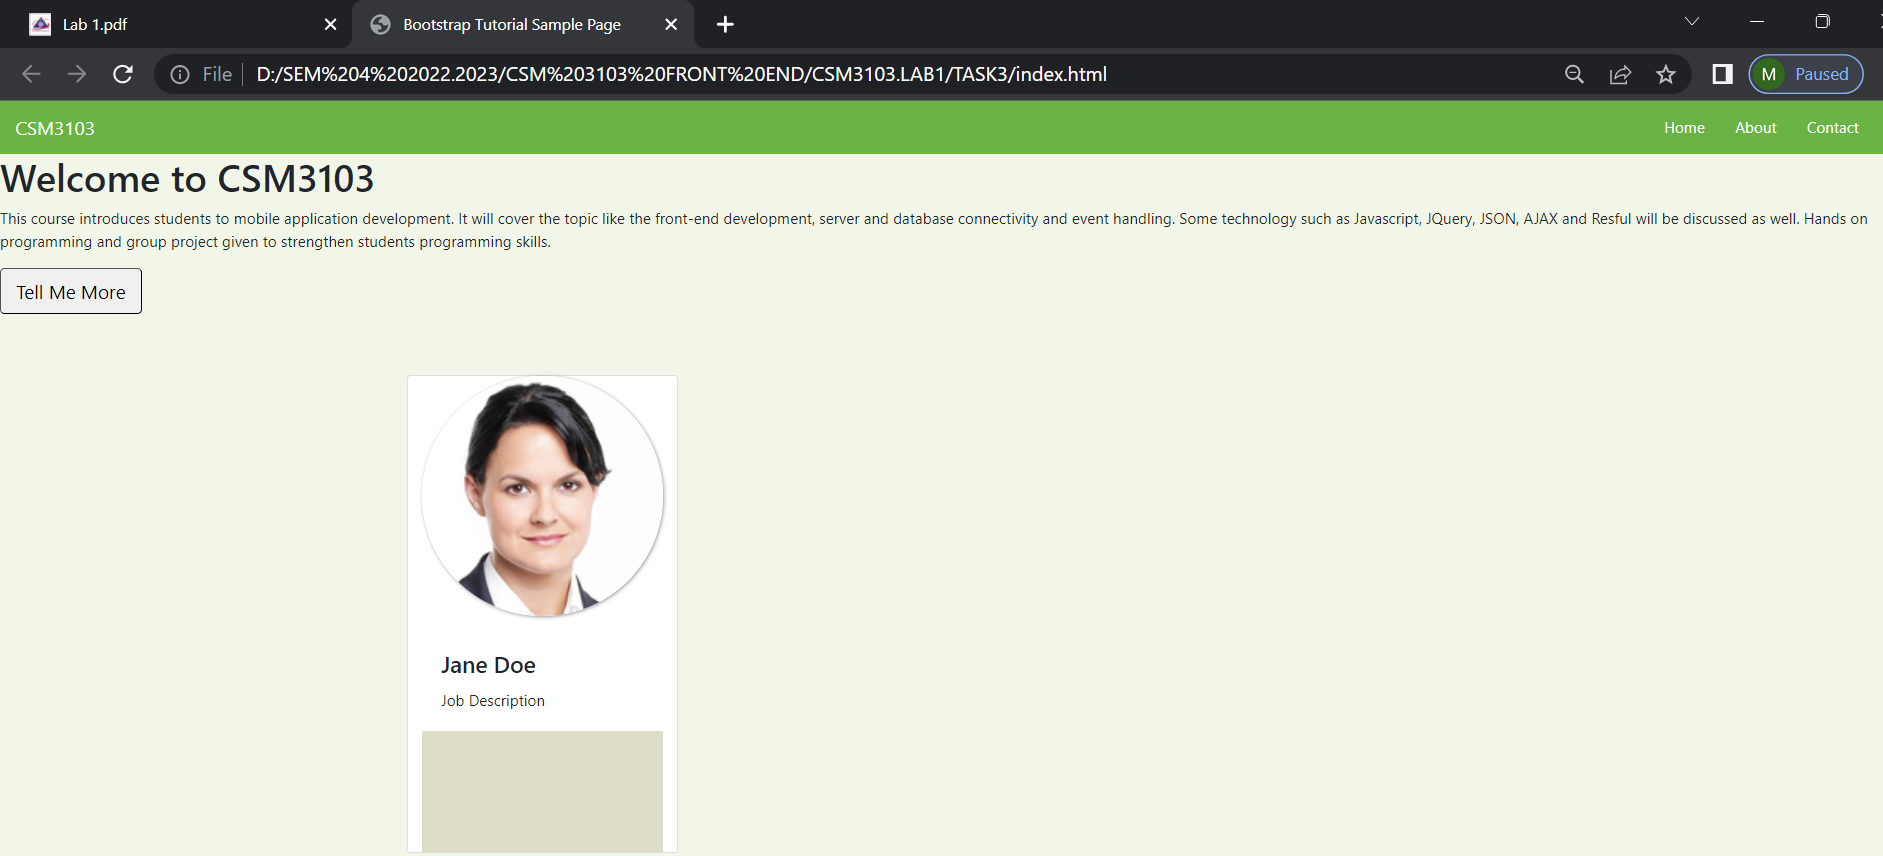 Lab 1.pdf
Bootstrap Tutorial Sample Page
File
D:/SEM%204%202022.2023/CSM%203103%20FRONT%20END/CSM3103.LAB1/TASK3/index.html
M Paused
CSM3103
Home About Contact
Welcome to CSM3103
This course introduces students to mobile application development. It will cover the topic like the front-end development, server and database connectivity and event handling. Some technology such as Javascript, JQuery, JSON, AJAX and Resful will be discussed as well. Hands on
programming and group project given to strengthen students programming skills.
Tell Me More
Jane Doe
Job Description